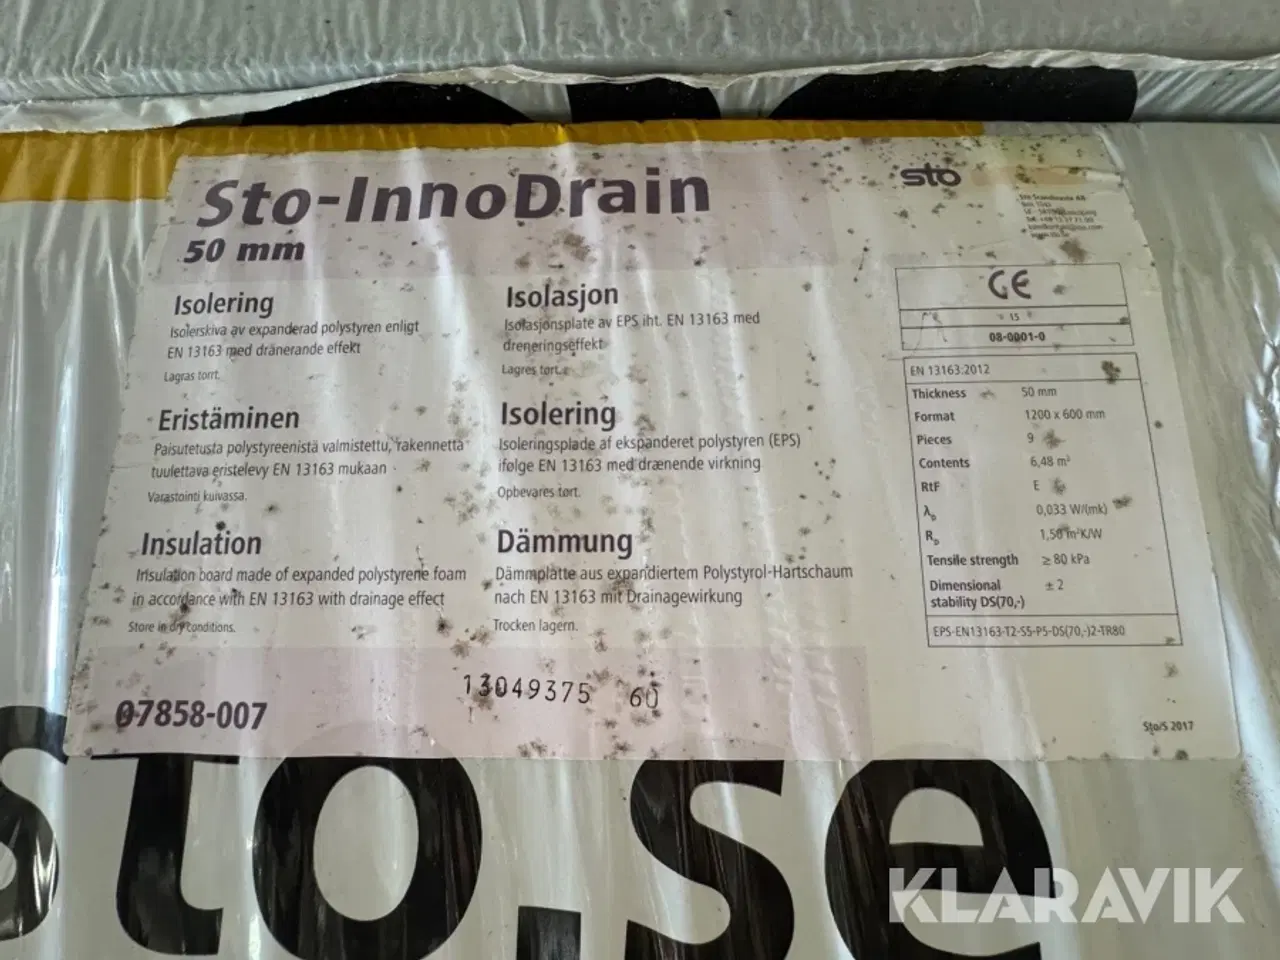 Sto-InnoDrain
50 mm
sto
Sto Scandinavia AB
Isolering
Isolerskiva av expanderad polystyren enligt
EN 13163 med dränerande effekt
Lagras torrt.
Isolasjon
Isolasjonsplate av EPS iht. EN 13163 med
dreneringseffekt
Lagres tørt.
Eristäminen
Paisutetusta polystyreenistä valmistettu, rakennetta
tuulettava eristelevy EN 13163 mukaan
Varastointi kuivassa.
Isolering
Isoleringsplade af ekspanderet polystyren (EPS)
ifølge EN 13163 med drænende virkning
Opbevares tørt.
Insulation
Insulation board made of expanded polystyrene foam
in accordance with EN 13163 with drainage effect
Store in dry conditions.
Dämmung
Dämmplatte aus expandiertem Polystyrol-Hartschaum
nach EN 13163 mit Drainagewirkung
Trocken lagern.
CE
15
08-0001-0
EN 13163:2012
Thickness 50 mm
Format 1200 x 600 mm
Pieces 9
Contents 6,48 m²
RtF E
λD 0,033 W/(mk)
RD 1,50 m²K/W
Tensile strength ≥ 80 kPa
Dimensional ± 2
stability DS(70,-)
EPS-EN13163-T2-S5-P5-DS(70,-)2-TR80
07858-007
13049375 60
Sto/S 2017
sto.se
KLARAVIK